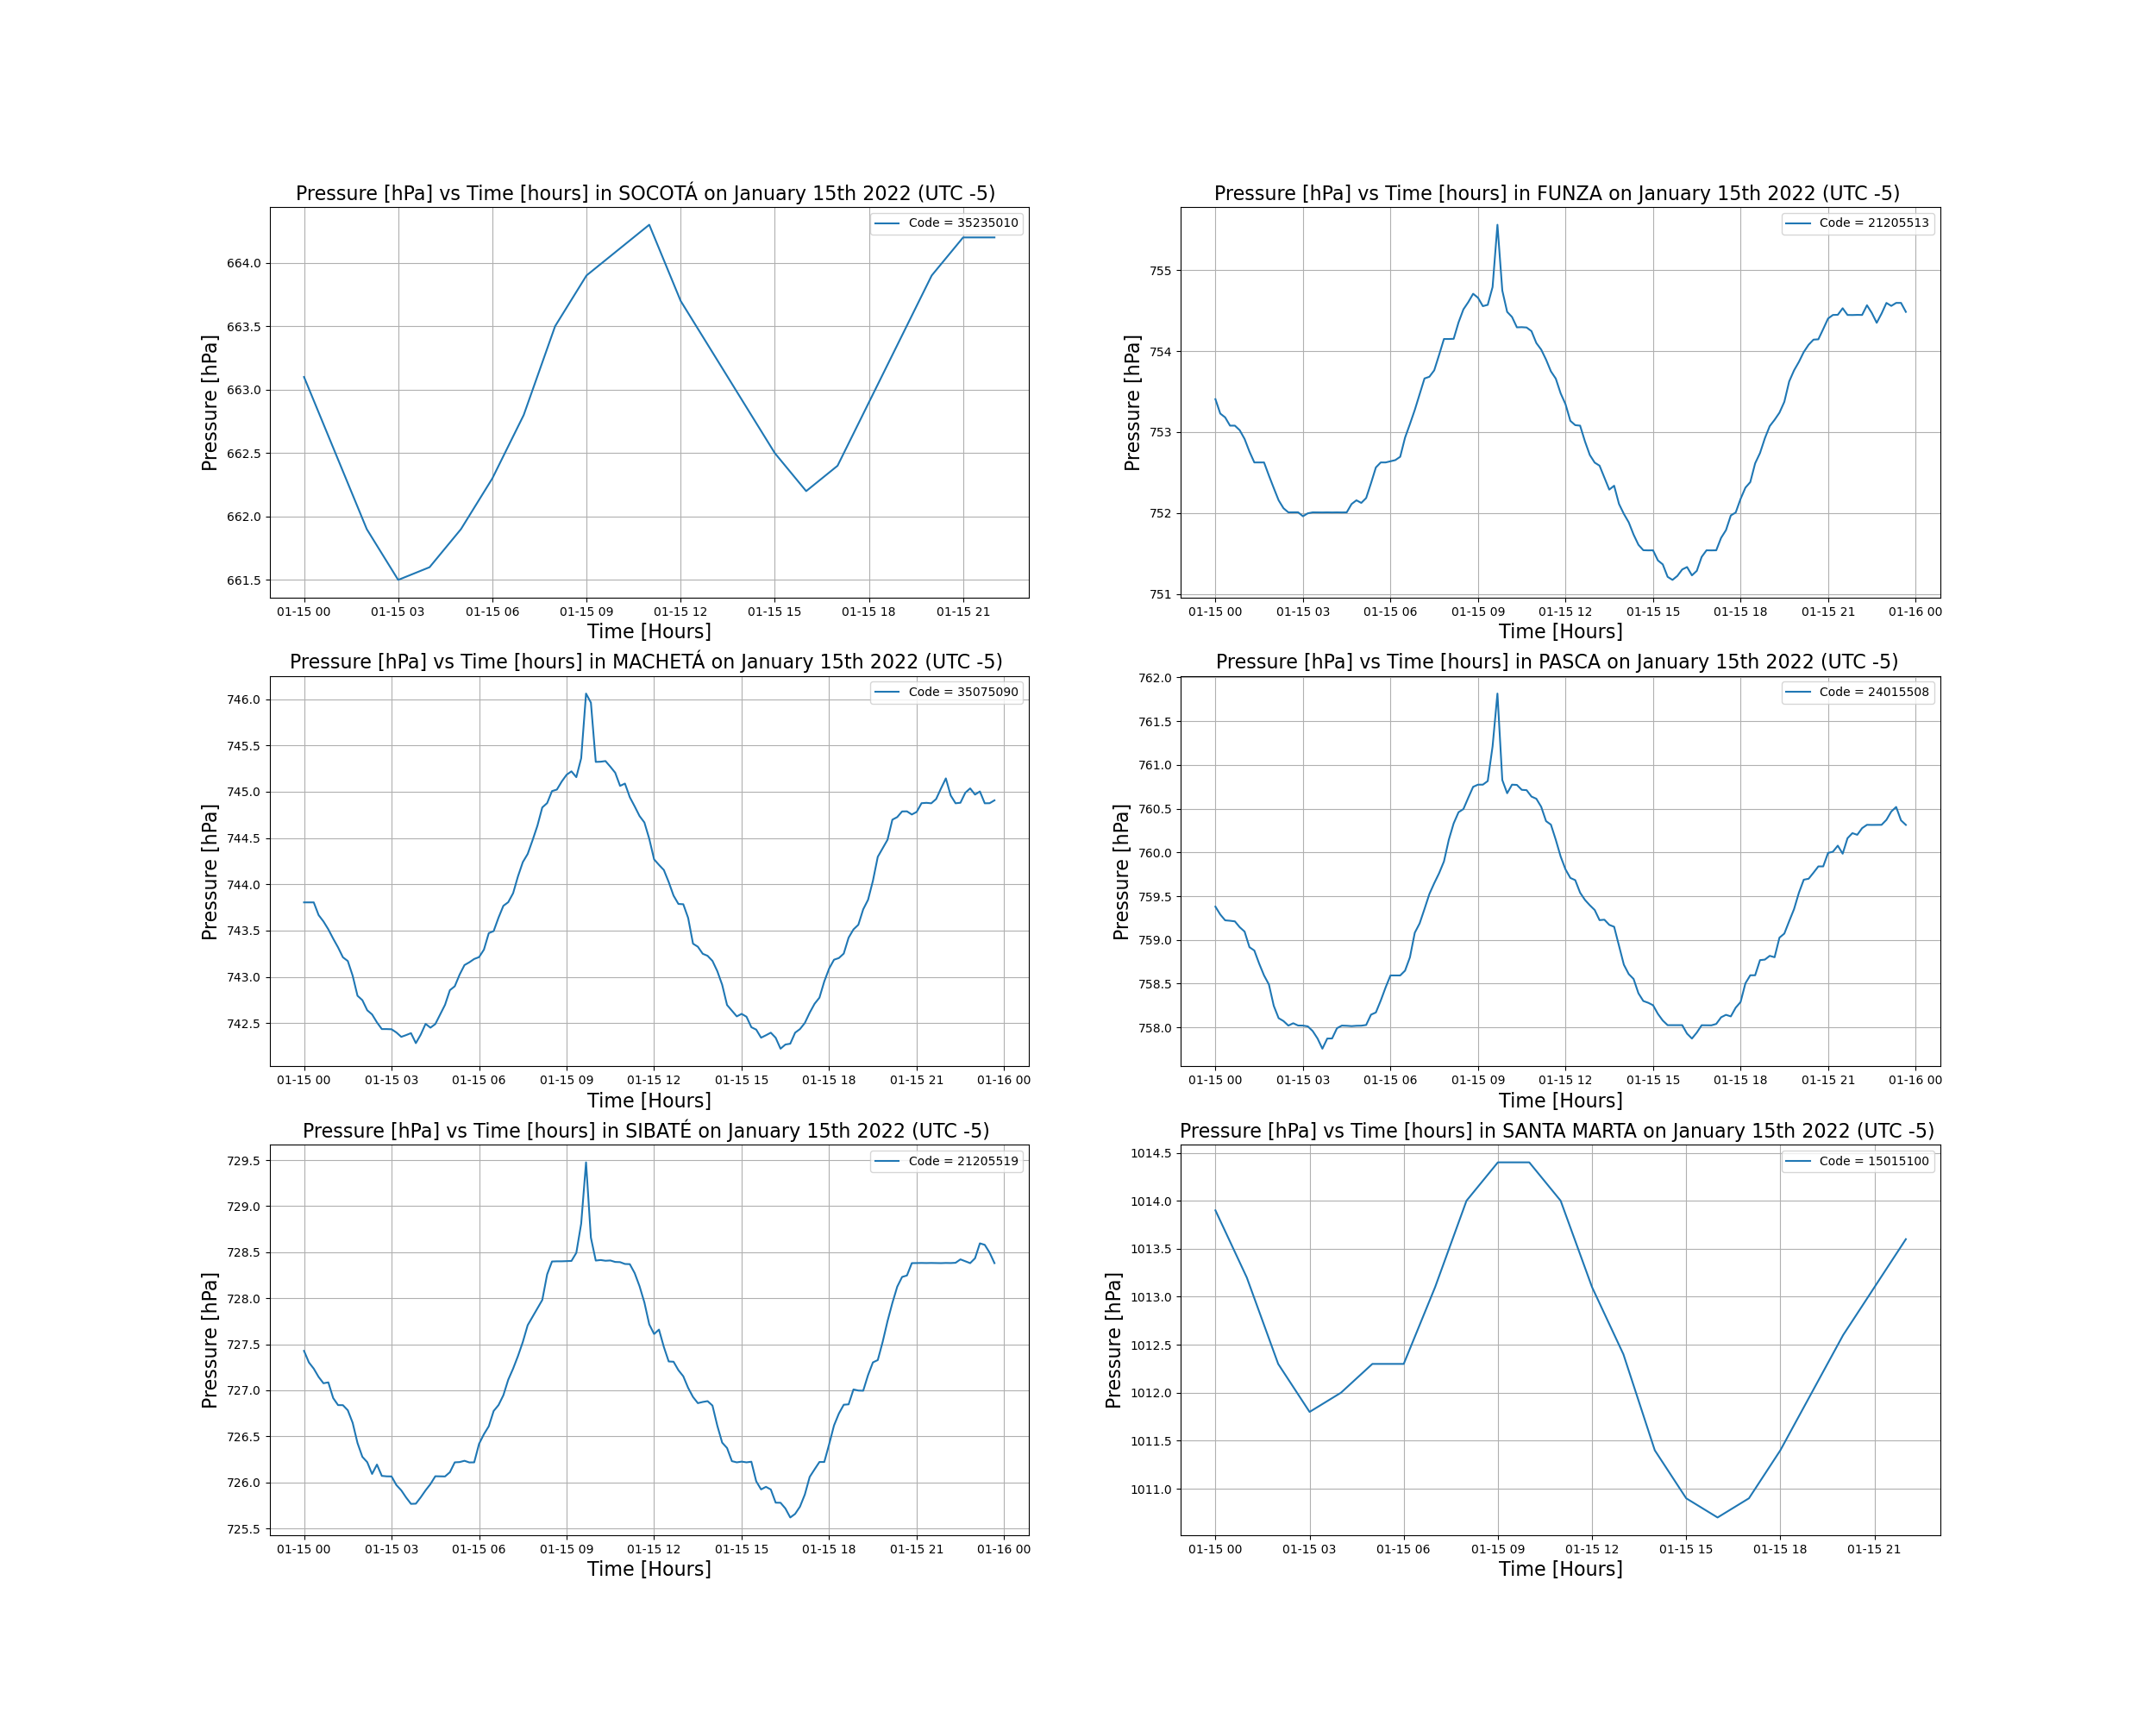 Pressure [hPa] vs Time [hours] in SOCOTÁ on January 15th 2022 (UTC -5)
Code = 35235010
Pressure [hPa]
664.0
663.5
663.0
662.5
662.0
661.5
01-15 00 01-15 03 01-15 06 01-15 09 01-15 12 01-15 15 01-15 18 01-15 21
Time [Hours]
Pressure [hPa] vs Time [hours] in FUNZA on January 15th 2022 (UTC -5)
Code = 21205513
Pressure [hPa]
755
754
753
752
751
01-15 00 01-15 03 01-15 06 01-15 09 01-15 12 01-15 15 01-15 18 01-15 21 01-16 00
Time [Hours]
Pressure [hPa] vs Time [hours] in MACHETÁ on January 15th 2022 (UTC -5)
Code = 35075090
Pressure [hPa]
746.0
745.5
745.0
744.5
744.0
743.5
743.0
742.5
01-15 00 01-15 03 01-15 06 01-15 09 01-15 12 01-15 15 01-15 18 01-15 21 01-16 00
Time [Hours]
Pressure [hPa] vs Time [hours] in PASCA on January 15th 2022 (UTC -5)
Code = 24015508
Pressure [hPa]
762.0
761.5
761.0
760.5
760.0
759.5
759.0
758.5
758.0
01-15 00 01-15 03 01-15 06 01-15 09 01-15 12 01-15 15 01-15 18 01-15 21 01-16 00
Time [Hours]
Pressure [hPa] vs Time [hours] in SIBATÉ on January 15th 2022 (UTC -5)
Code = 21205519
Pressure [hPa]
729.5
729.0
728.5
728.0
727.5
727.0
726.5
726.0
725.5
01-15 00 01-15 03 01-15 06 01-15 09 01-15 12 01-15 15 01-15 18 01-15 21 01-16 00
Time [Hours]
Pressure [hPa] vs Time [hours] in SANTA MARTA on January 15th 2022 (UTC -5)
Code = 15015100
Pressure [hPa]
1014.5
1014.0
1013.5
1013.0
1012.5
1012.0
1011.5
1011.0
01-15 00 01-15 03 01-15 06 01-15 09 01-15 12 01-15 15 01-15 18 01-15 21
Time [Hours]